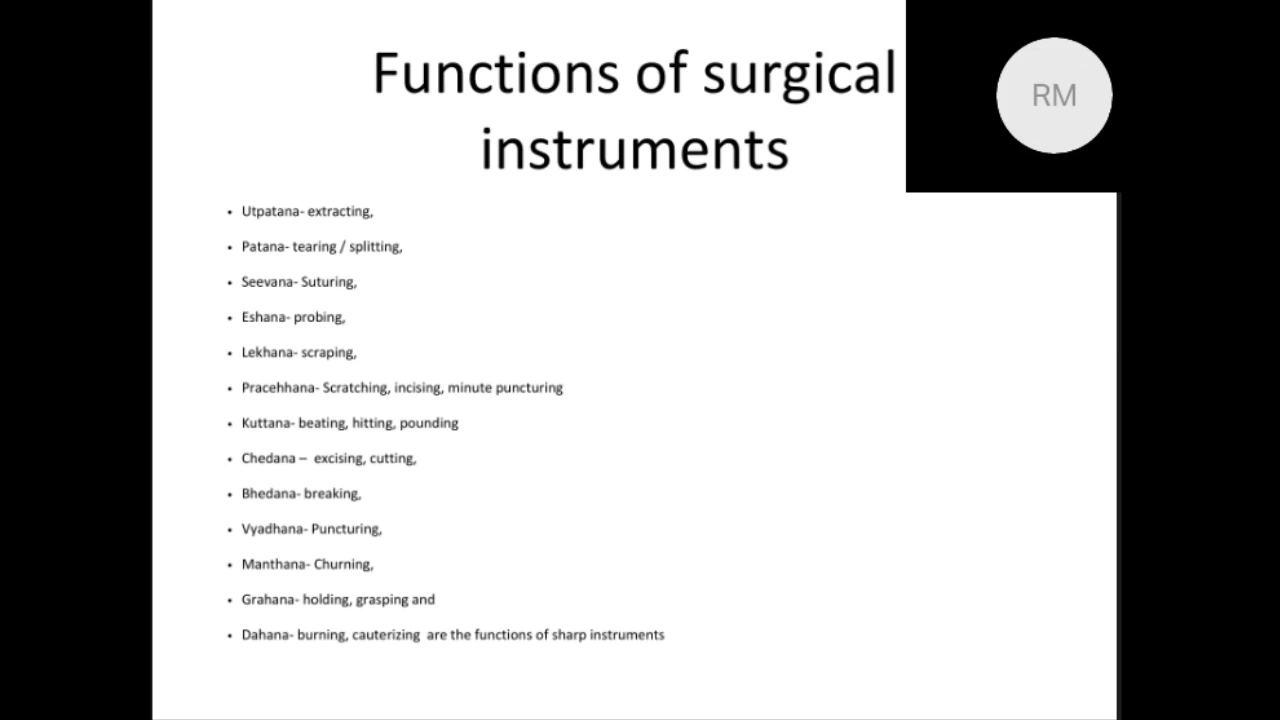 Functions of surgical
instruments
RM
• Utpatana- extracting,
• Patana- tearing / splitting,
• Seevana- Suturing,
• Eshana- probing,
• Lekhana- scraping,
• Pracehhana- Scratching, incising, minute puncturing
• Kuttana- beating, hitting, pounding
• Chedana – excising, cutting,
• Bhedana- breaking,
• Vyadhana- Puncturing,
• Manthana- Churning,
• Grahana- holding, grasping and
• Dahana- burning, cauterizing are the functions of sharp instruments